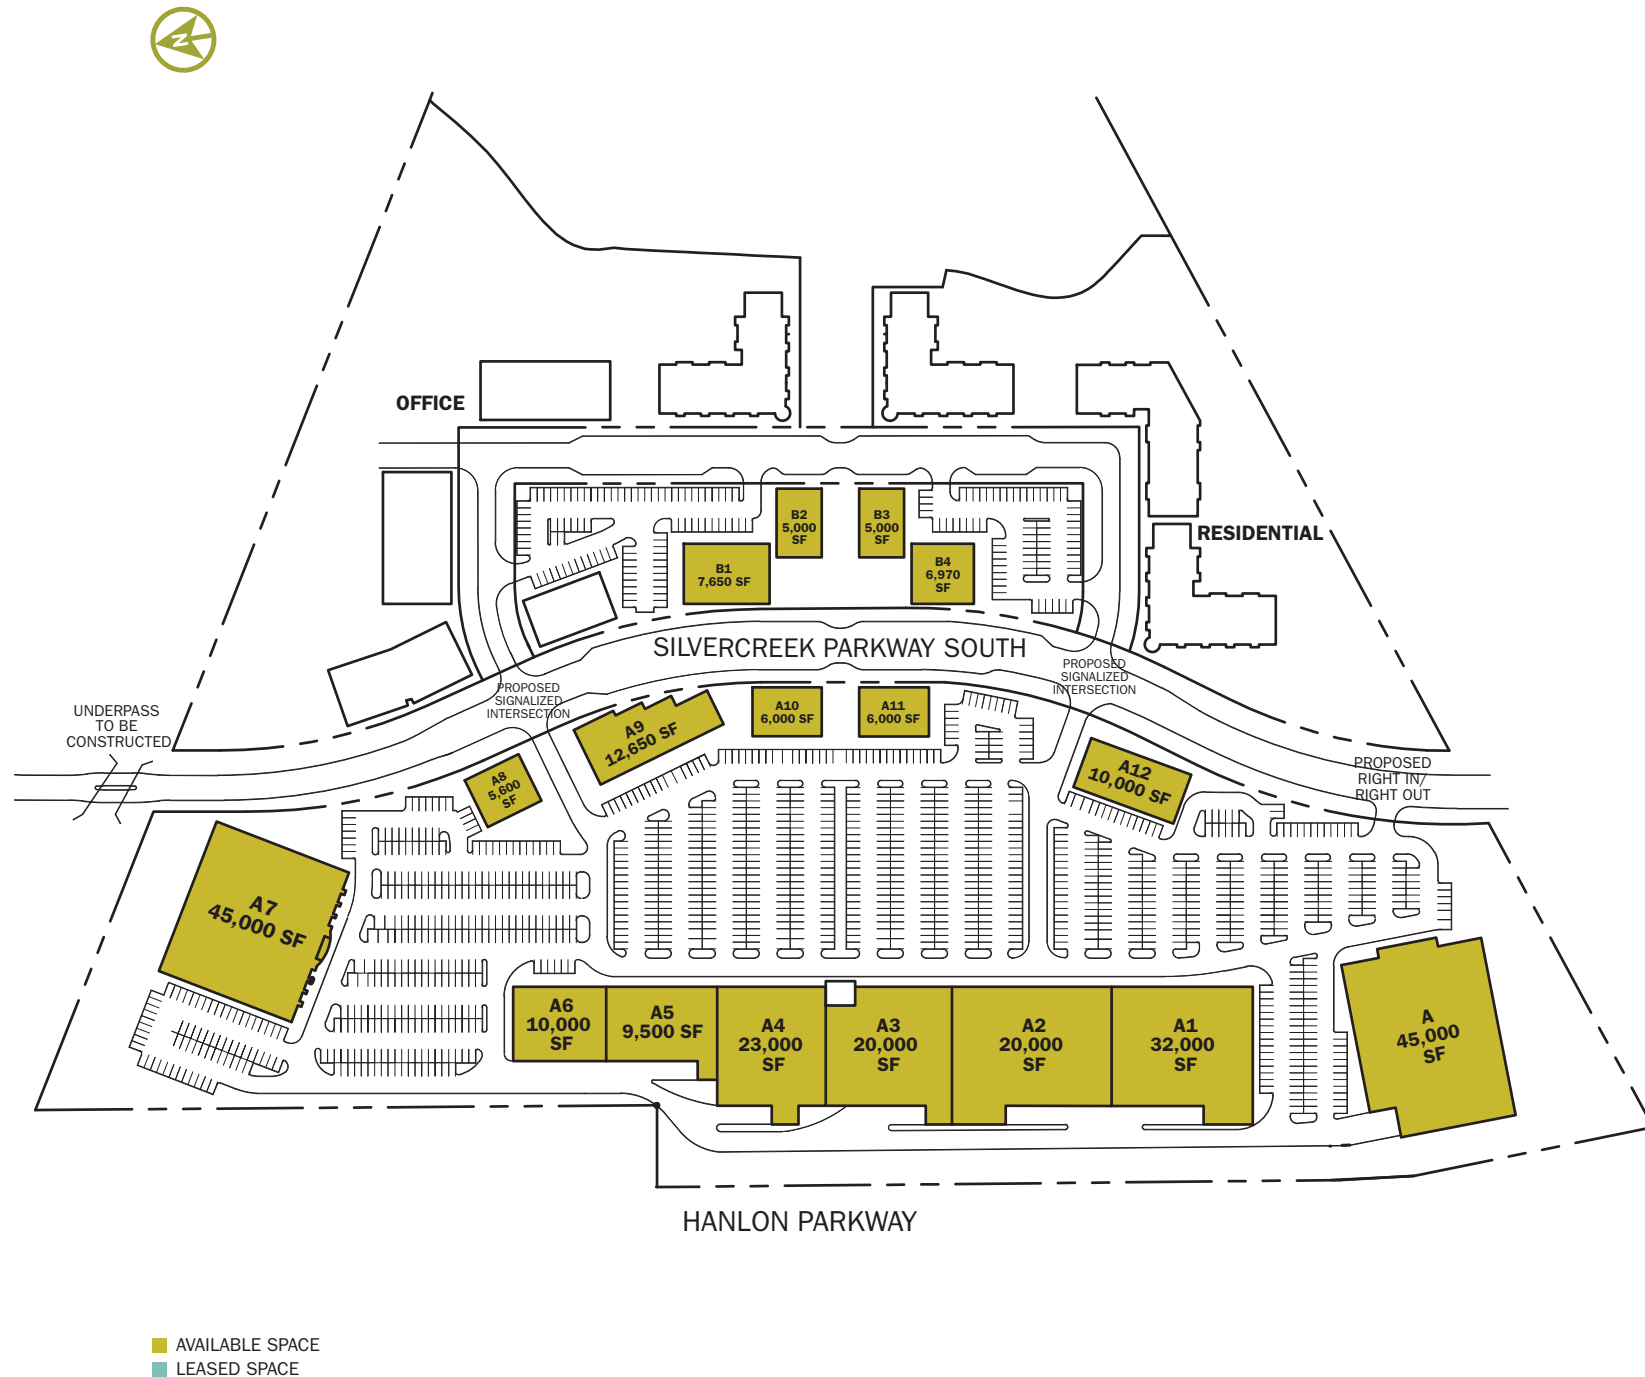 N
OFFICE
B2
5,000
SF
B3
5,000
SF
B1
7,650 SF
B4
6,970
SF
RESIDENTIAL
SILVERCREEK PARKWAY SOUTH
PROPOSED
SIGNALIZED
INTERSECTION
PROPOSED
SIGNALIZED
INTERSECTION
UNDERPASS
TO BE
CONSTRUCTED
A9
12,650 SF
A10
6,000 SF
A11
6,000 SF
A8
5,600
SF
A12
10,000 SF
PROPOSED
RIGHT IN/
RIGHT OUT
A7
45,000 SF
A6
10,000
SF
A5
9,500 SF
A4
23,000
SF
A3
20,000
SF
A2
20,000
SF
A1
32,000
SF
A
45,000
SF
HANLON PARKWAY
AVAILABLE SPACE
LEASED SPACE